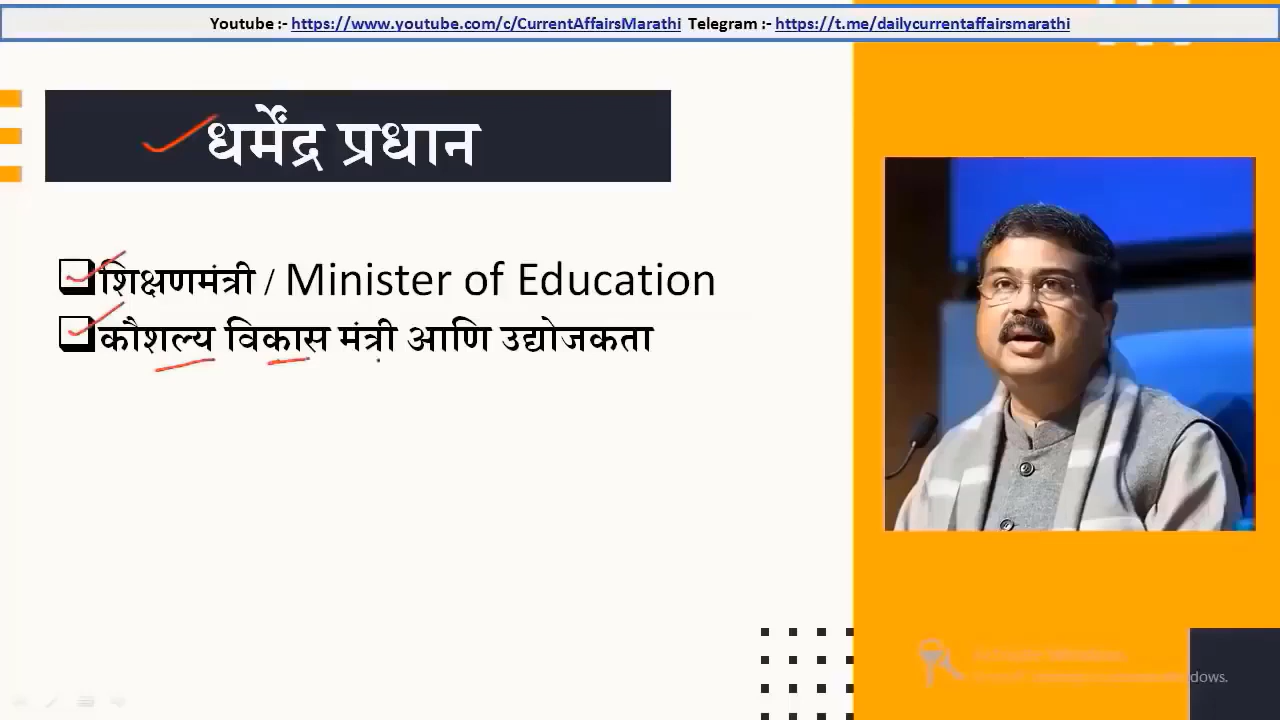 Youtube :- https://www.youtube.com/c/CurrentAffairsMarathi Telegram :- https://t.me/dailycurrentaffairsmarathi
धर्मेंद्र प्रधान
शिक्षणमंत्री / Minister of Education
कौशल्य विकास मंत्री आणि उद्योजकता